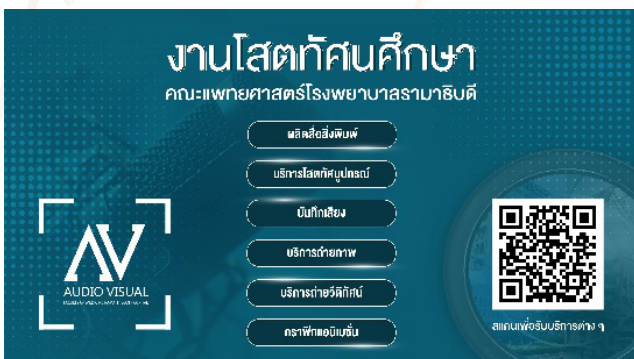 งานโสตทัศนศึกษา
คณะแพทยศาสตร์โรงพยาบาลรามาธิบดี
ผลิตสื่อสิ่งพิมพ์
บริการโสตทัศนูปกรณ์
บันทึกเสียง
บริการถ่ายภาพ
บริการถ่ายวีดิทัศน์
กราฟิกแอนิเมชั่น
AV
AUDIO VISUAL
สแกนเพื่อรับบริการต่าง ๆ